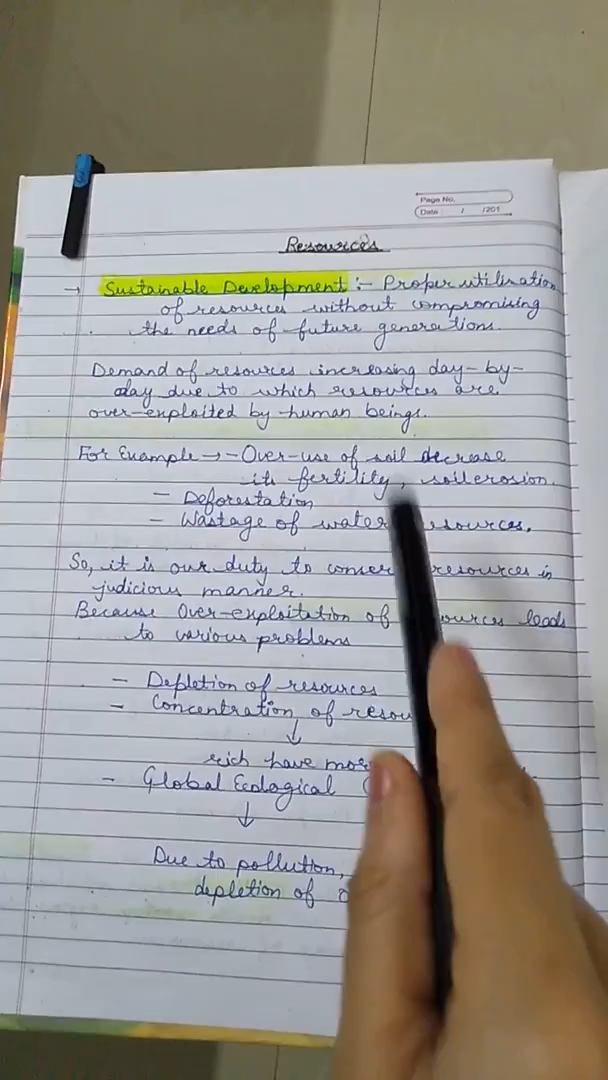 Page No.
Date / /201
Resources
→ Sustainable Development :- Proper utilisation
of resources without compromising
the needs of future generations.
Demand of resources increasing day-by-
day due to which resources are
over-exploited by human beings.
For Example → - Over-use of soil decrease
its fertility, soil erosion.
- Deforestation
- Wastage of water
So, it is our duty to resources in
judicious manner.
Because Over-exploitation of leads
to various problems
- Depletion of resources
- Concentration of
↓
rich have more
- Global Ecological
↓
Due to pollution,
depletion of